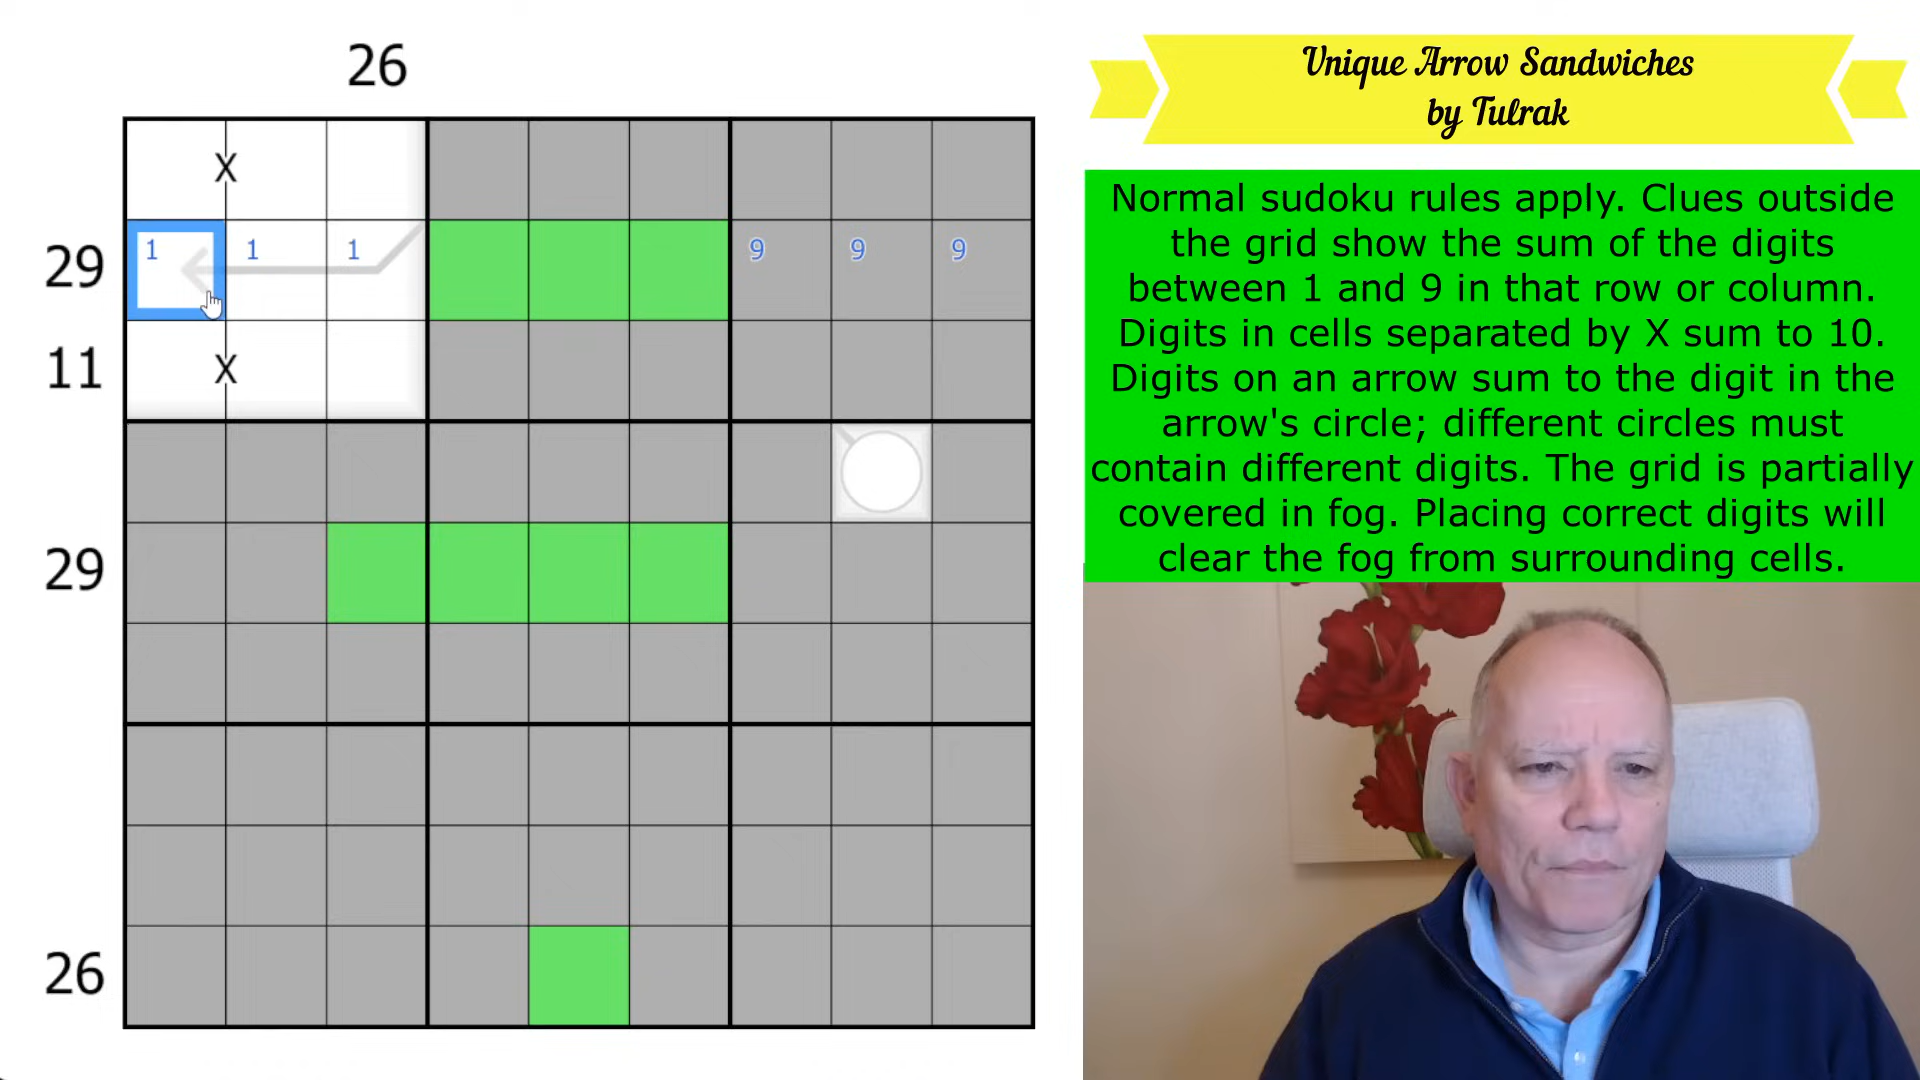 Unique Arrow Sandwiches
by Tulrak
Normal sudoku rules apply. Clues outside
the grid show the sum of the digits
between 1 and 9 in that row or column.
Digits in cells separated by X sum to 10.
Digits on an arrow sum to the digit in the
arrow's circle; different circles must
contain different digits. The grid is partially
covered in fog. Placing correct digits will
clear the fog from surrounding cells.
26
X
29 1 1 1 9 9 9
11 X
29
26